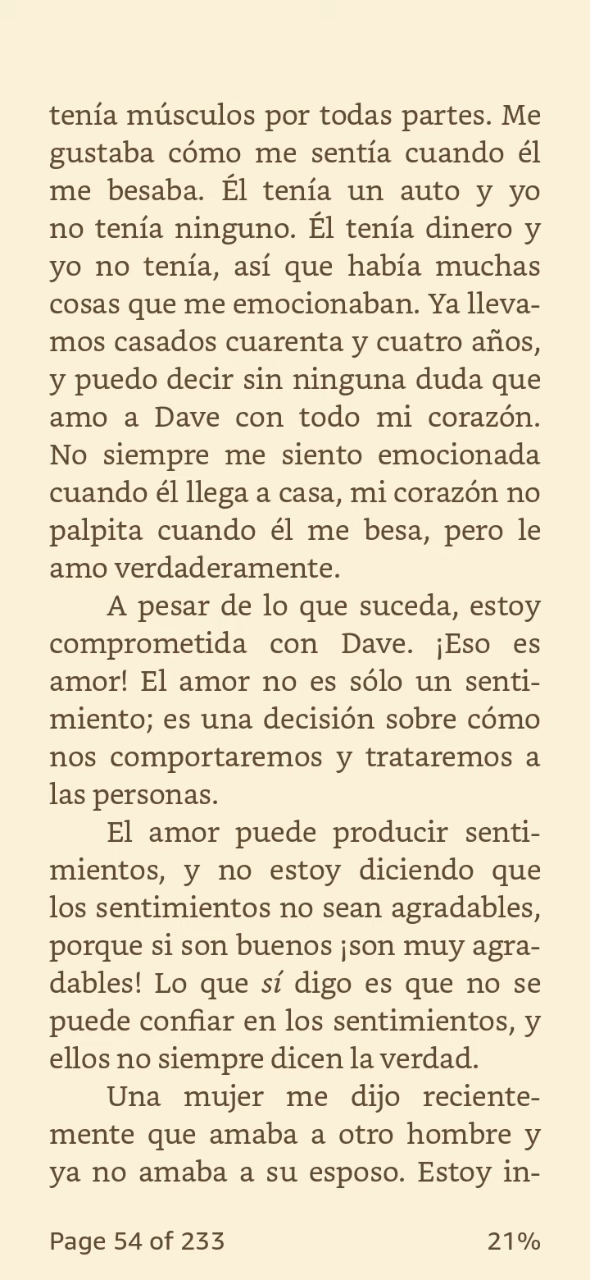 tenía músculos por todas partes. Me
gustaba cómo me sentía cuando él
me besaba. Él tenía un auto y yo
no tenía ninguno. Él tenía dinero y
yo no tenía, así que había muchas
cosas que me emocionaban. Ya lleva-
mos casados cuarenta y cuatro años,
y puedo decir sin ninguna duda que
amo a Dave con todo mi corazón.
No siempre me siento emocionada
cuando él llega a casa, mi corazón no
palpita cuando él me besa, pero le
amo verdaderamente.
A pesar de lo que suceda, estoy
comprometida con Dave. ¡Eso es
amor! El amor no es sólo un senti-
miento; es una decisión sobre cómo
nos comportaremos y trataremos a
las personas.
El amor puede producir senti-
mientos, y no estoy diciendo que
los sentimientos no sean agradables,
porque si son buenos ¡son muy agra-
dables! Lo que sí digo es que no se
puede confiar en los sentimientos, y
ellos no siempre dicen la verdad.
Una mujer me dijo reciente-
mente que amaba a otro hombre y
ya no amaba a su esposo. Estoy in-
Page 54 of 233 21%